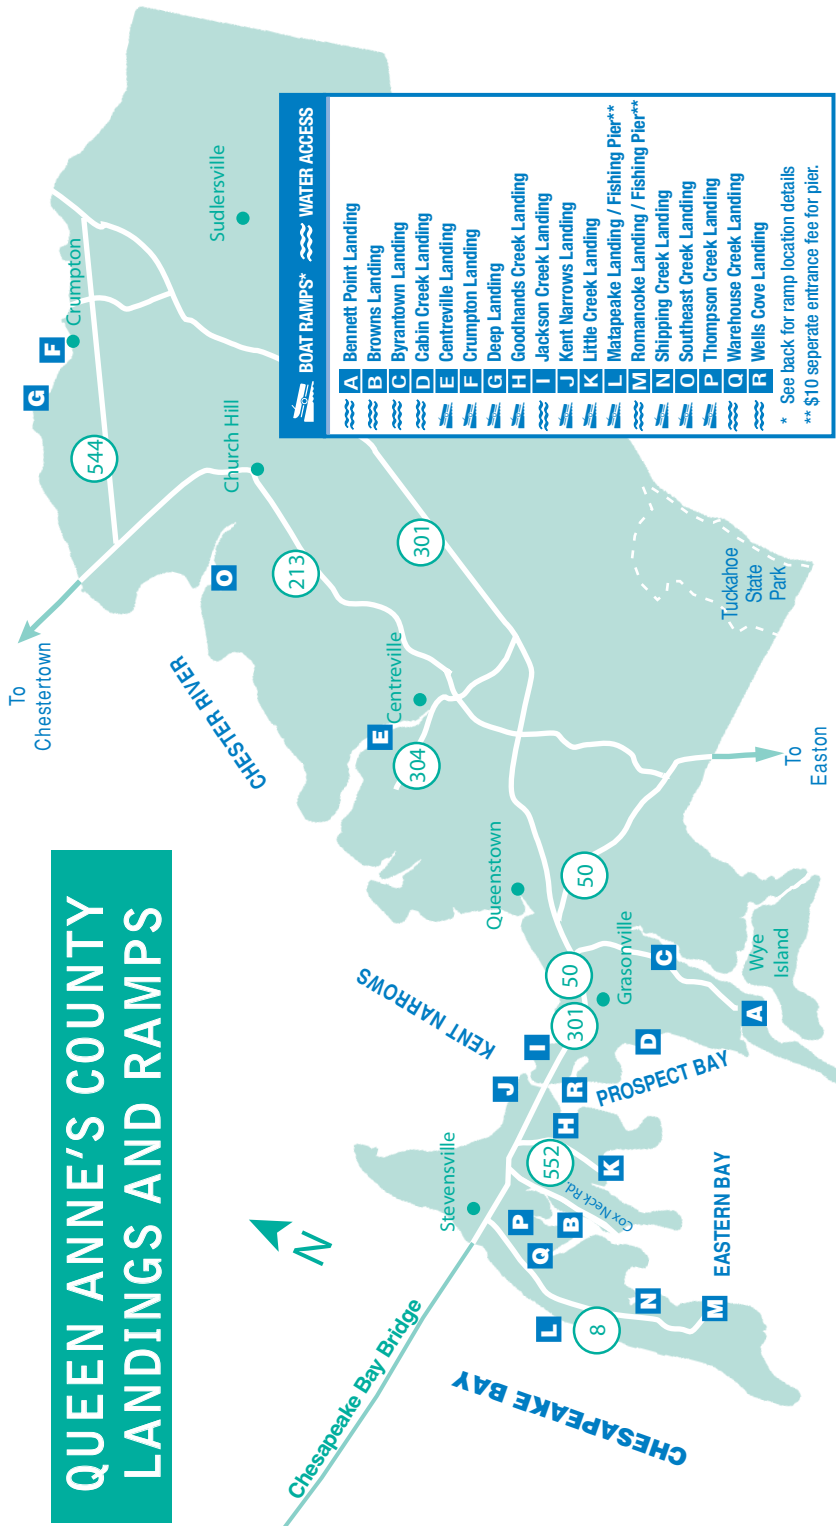 QUEEN ANNE'S COUNTY
LANDINGS AND RAMPS
N
To
Chestertown
CHESTER RIVER
KENT NARROWS
CHESAPEAKE BAY
Chesapeake Bay Bridge
EASTERN BAY
PROSPECT BAY
Stevensville
Cox Neck Rd.
Queenstown
Grasonville
Wye
Island
Centreville
Church Hill
Crumpton
Sudlersville
Tuckahoe
State
Park
To
Easton
544
213
301
304
50
50
301
552
8
G
F
O
E
J
I
R
H
K
D
C
A
P
Q
B
L
N
M
BOAT RAMPS* WATER ACCESS
A Bennett Point Landing
B Browns Landing
C Byrantown Landing
D Cabin Creek Landing
E Centreville Landing
F Crumpton Landing
G Deep Landing
H Goodhands Creek Landing
I Jackson Creek Landing
J Kent Narrows Landing
K Little Creek Landing
L Matapeake Landing / Fishing Pier**
M Romancoke Landing / Fishing Pier**
N Shipping Creek Landing
O Southeast Creek Landing
P Thompson Creek Landing
Q Warehouse Creek Landing
R Wells Cove Landing
* See back for ramp location details
** $10 seperate entrance fee for pier.